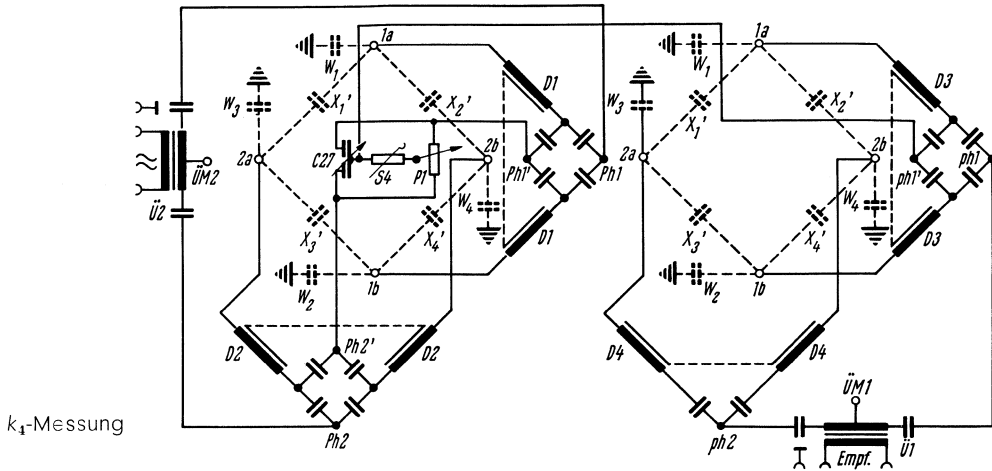 1a
W₁
D1
W₃
X₁'
X₂'
2a
C27
S4
P1
2b
Ph1'
Ph1
ÜM2
Ü2
W₄
X₃'
X₄'
D1
W₂
1b
D2
D2
Ph2'
Ph2
1a
W₁
D3
W₃
X₁'
X₂'
2a
2b
ph1'
ph1
W₄
X₃'
X₄'
D3
W₂
1b
D4
D4
ph2
ÜM1
Ü1
Empf.
k₄-Messung